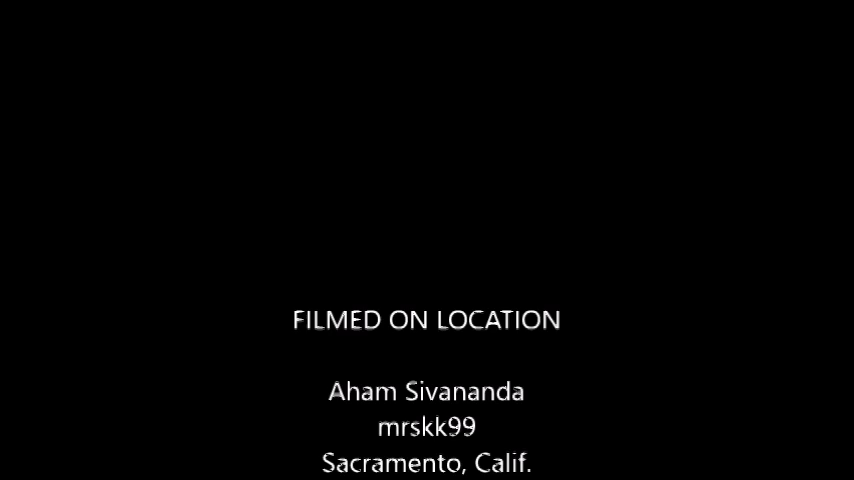 FILMED ON LOCATION
Aham Sivananda
mrskk99
Sacramento, Calif.